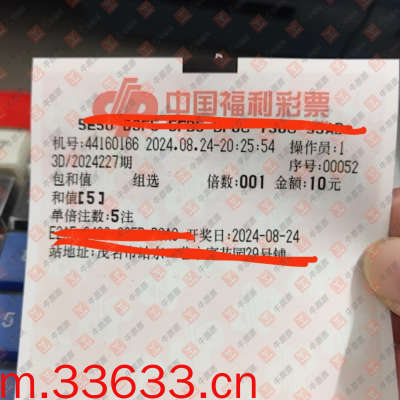 中国福利彩票
机号:44160166 2024.08.24-20:25:54 操作员:1
3D/2024227期 序号:00052
包和值 组选 倍数:001 金额:10元
和值[5]
单倍注数:5注
开奖日:2024-08-24
站地址:茂名市
m.33633.cn
5